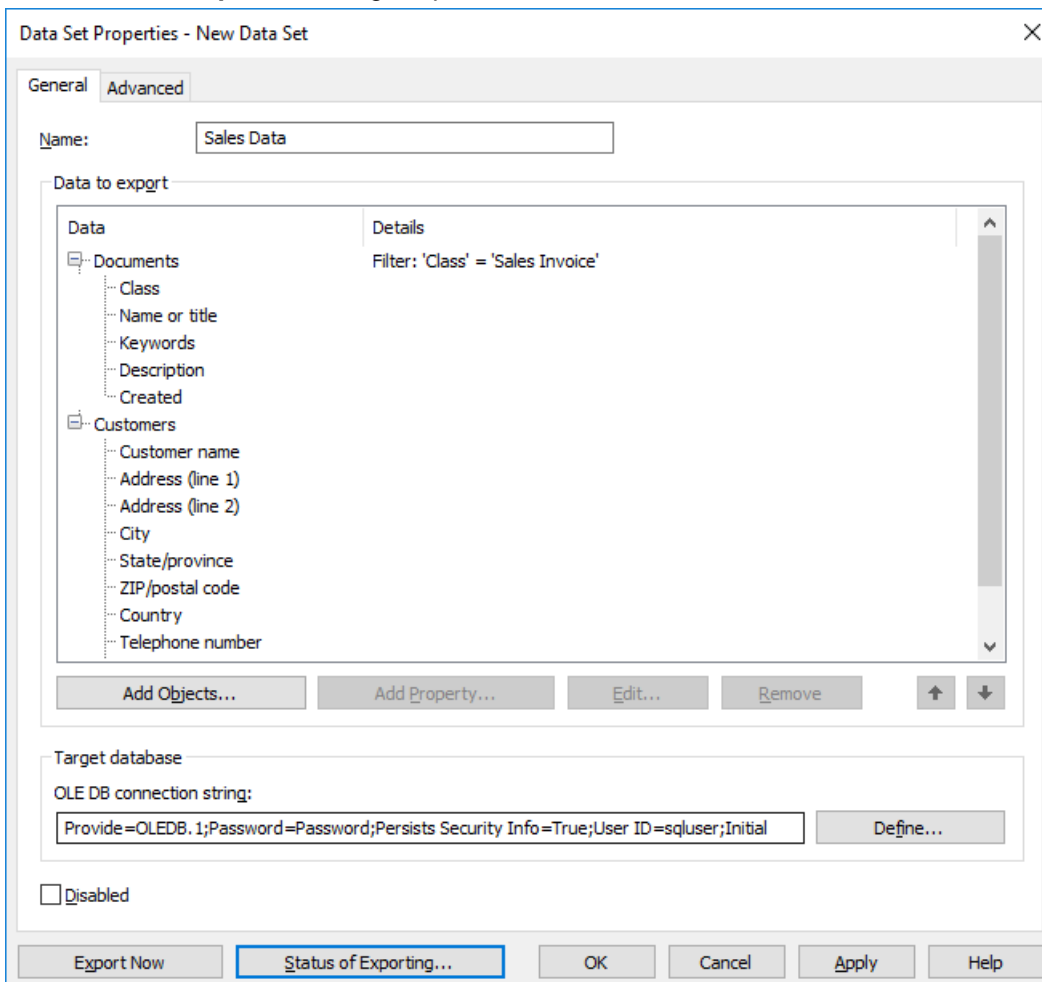 Data Set Properties - New Data Set
General Advanced
Name: Sales Data
Data to export
Data Details
Documents Filter: 'Class' = 'Sales Invoice'
Class
Name or title
Keywords
Description
Created
Customers
Customer name
Address (line 1)
Address (line 2)
City
State/province
ZIP/postal code
Country
Telephone number
Add Objects... Add Property... Edit... Remove
Target database
OLE DB connection string:
Provide=OLEDB.1;Password=Password;Persists Security Info=True;User ID=sqluser;Initial Define...
Disabled
Export Now Status of Exporting... OK Cancel Apply Help